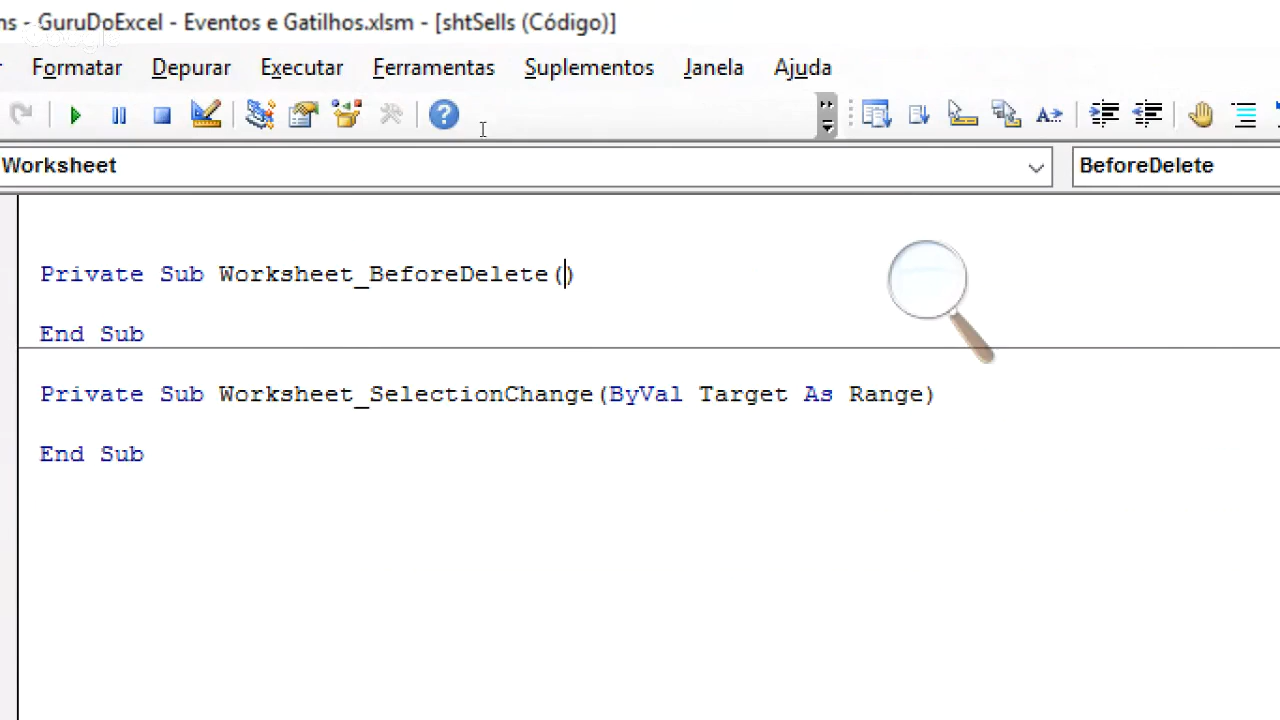 ns - GuruDoExcel - Eventos e Gatilhos.xlsm - [shtSells (Código)]
Google
Formatar Depurar Executar Ferramentas Suplementos Janela Ajuda
Worksheet BeforeDelete
Private Sub Worksheet_BeforeDelete()
End Sub
Private Sub Worksheet_SelectionChange(ByVal Target As Range)
End Sub